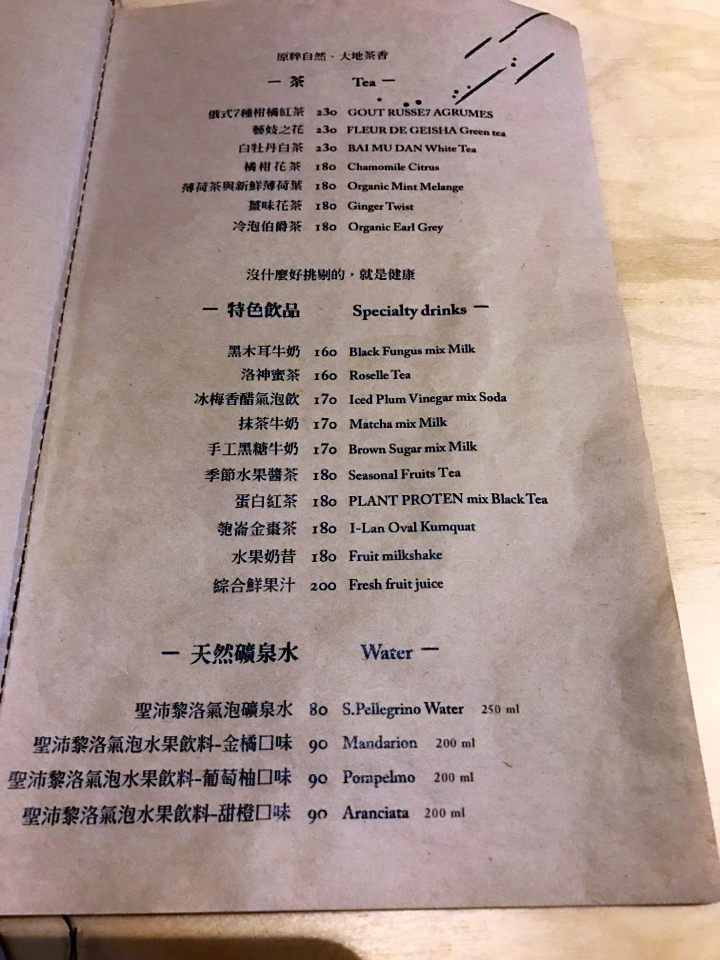 原粹自然、大地茶香
— 茶 Tea —
俄式7種柑橘紅茶 230 GOUT RUSSE7 AGRUMES
藝妓之花 230 FLEUR DE GEISHA Green tea
白牡丹白茶 230 BAI MU DAN White Tea
橘柑花茶 180 Chamomile Citrus
薄荷茶與新鮮薄荷葉 180 Organic Mint Melange
薑味花茶 180 Ginger Twist
冷泡伯爵茶 180 Organic Earl Grey
沒什麼好挑剔的，就是健康
— 特色飲品 Specialty drinks —
黑木耳牛奶 160 Black Fungus mix Milk
洛神蜜茶 160 Roselle Tea
冰梅香醋氣泡飲 170 Iced Plum Vinegar mix Soda
抹茶牛奶 170 Matcha mix Milk
手工黑糖牛奶 170 Brown Sugar mix Milk
季節水果醬茶 180 Seasonal Fruits Tea
蛋白紅茶 180 PLANT PROTEN mix Black Tea
匏崙金棗茶 180 I-Lan Oval Kumquat
水果奶昔 180 Fruit milkshake
綜合鮮果汁 200 Fresh fruit juice
— 天然礦泉水 Water —
聖沛黎洛氣泡礦泉水 80 S.Pellegrino Water 250 ml
聖沛黎洛氣泡水果飲料-金橘口味 90 Mandarion 200 ml
聖沛黎洛氣泡水果飲料-葡萄柚口味 90 Pompelmo 200 ml
聖沛黎洛氣泡水果飲料-甜橙口味 90 Aranciata 200 ml